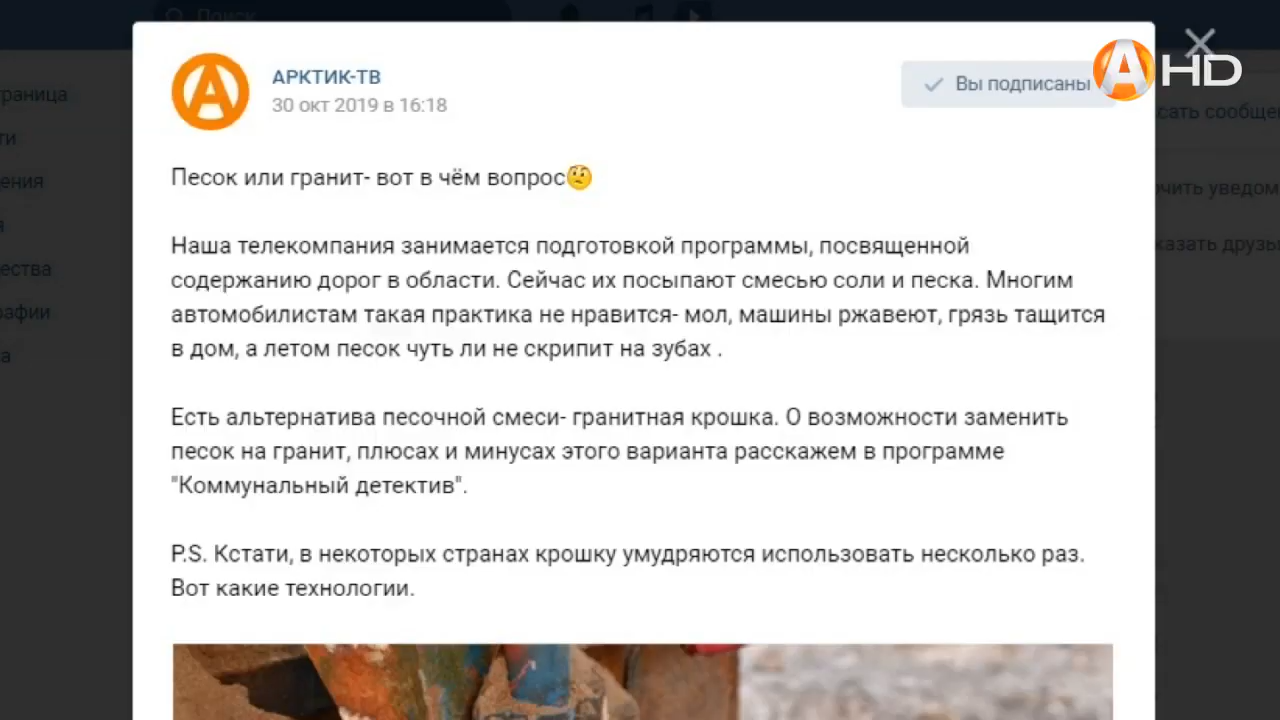 Поиск
АРКТИК-ТВ
30 окт 2019 в 16:18
Вы подписаны
HD
Песок или гранит- вот в чём вопрос🤨
Наша телекомпания занимается подготовкой программы, посвященной
содержанию дорог в области. Сейчас их посыпают смесью соли и песка. Многим
автомобилистам такая практика не нравится- мол, машины ржавеют, грязь тащится
в дом, а летом песок чуть ли не скрипит на зубах .
Есть альтернатива песочной смеси- гранитная крошка. О возможности заменить
песок на гранит, плюсах и минусах этого варианта расскажем в программе
"Коммунальный детектив".
P.S. Кстати, в некоторых странах крошку умудряются использовать несколько раз.
Вот какие технологии.